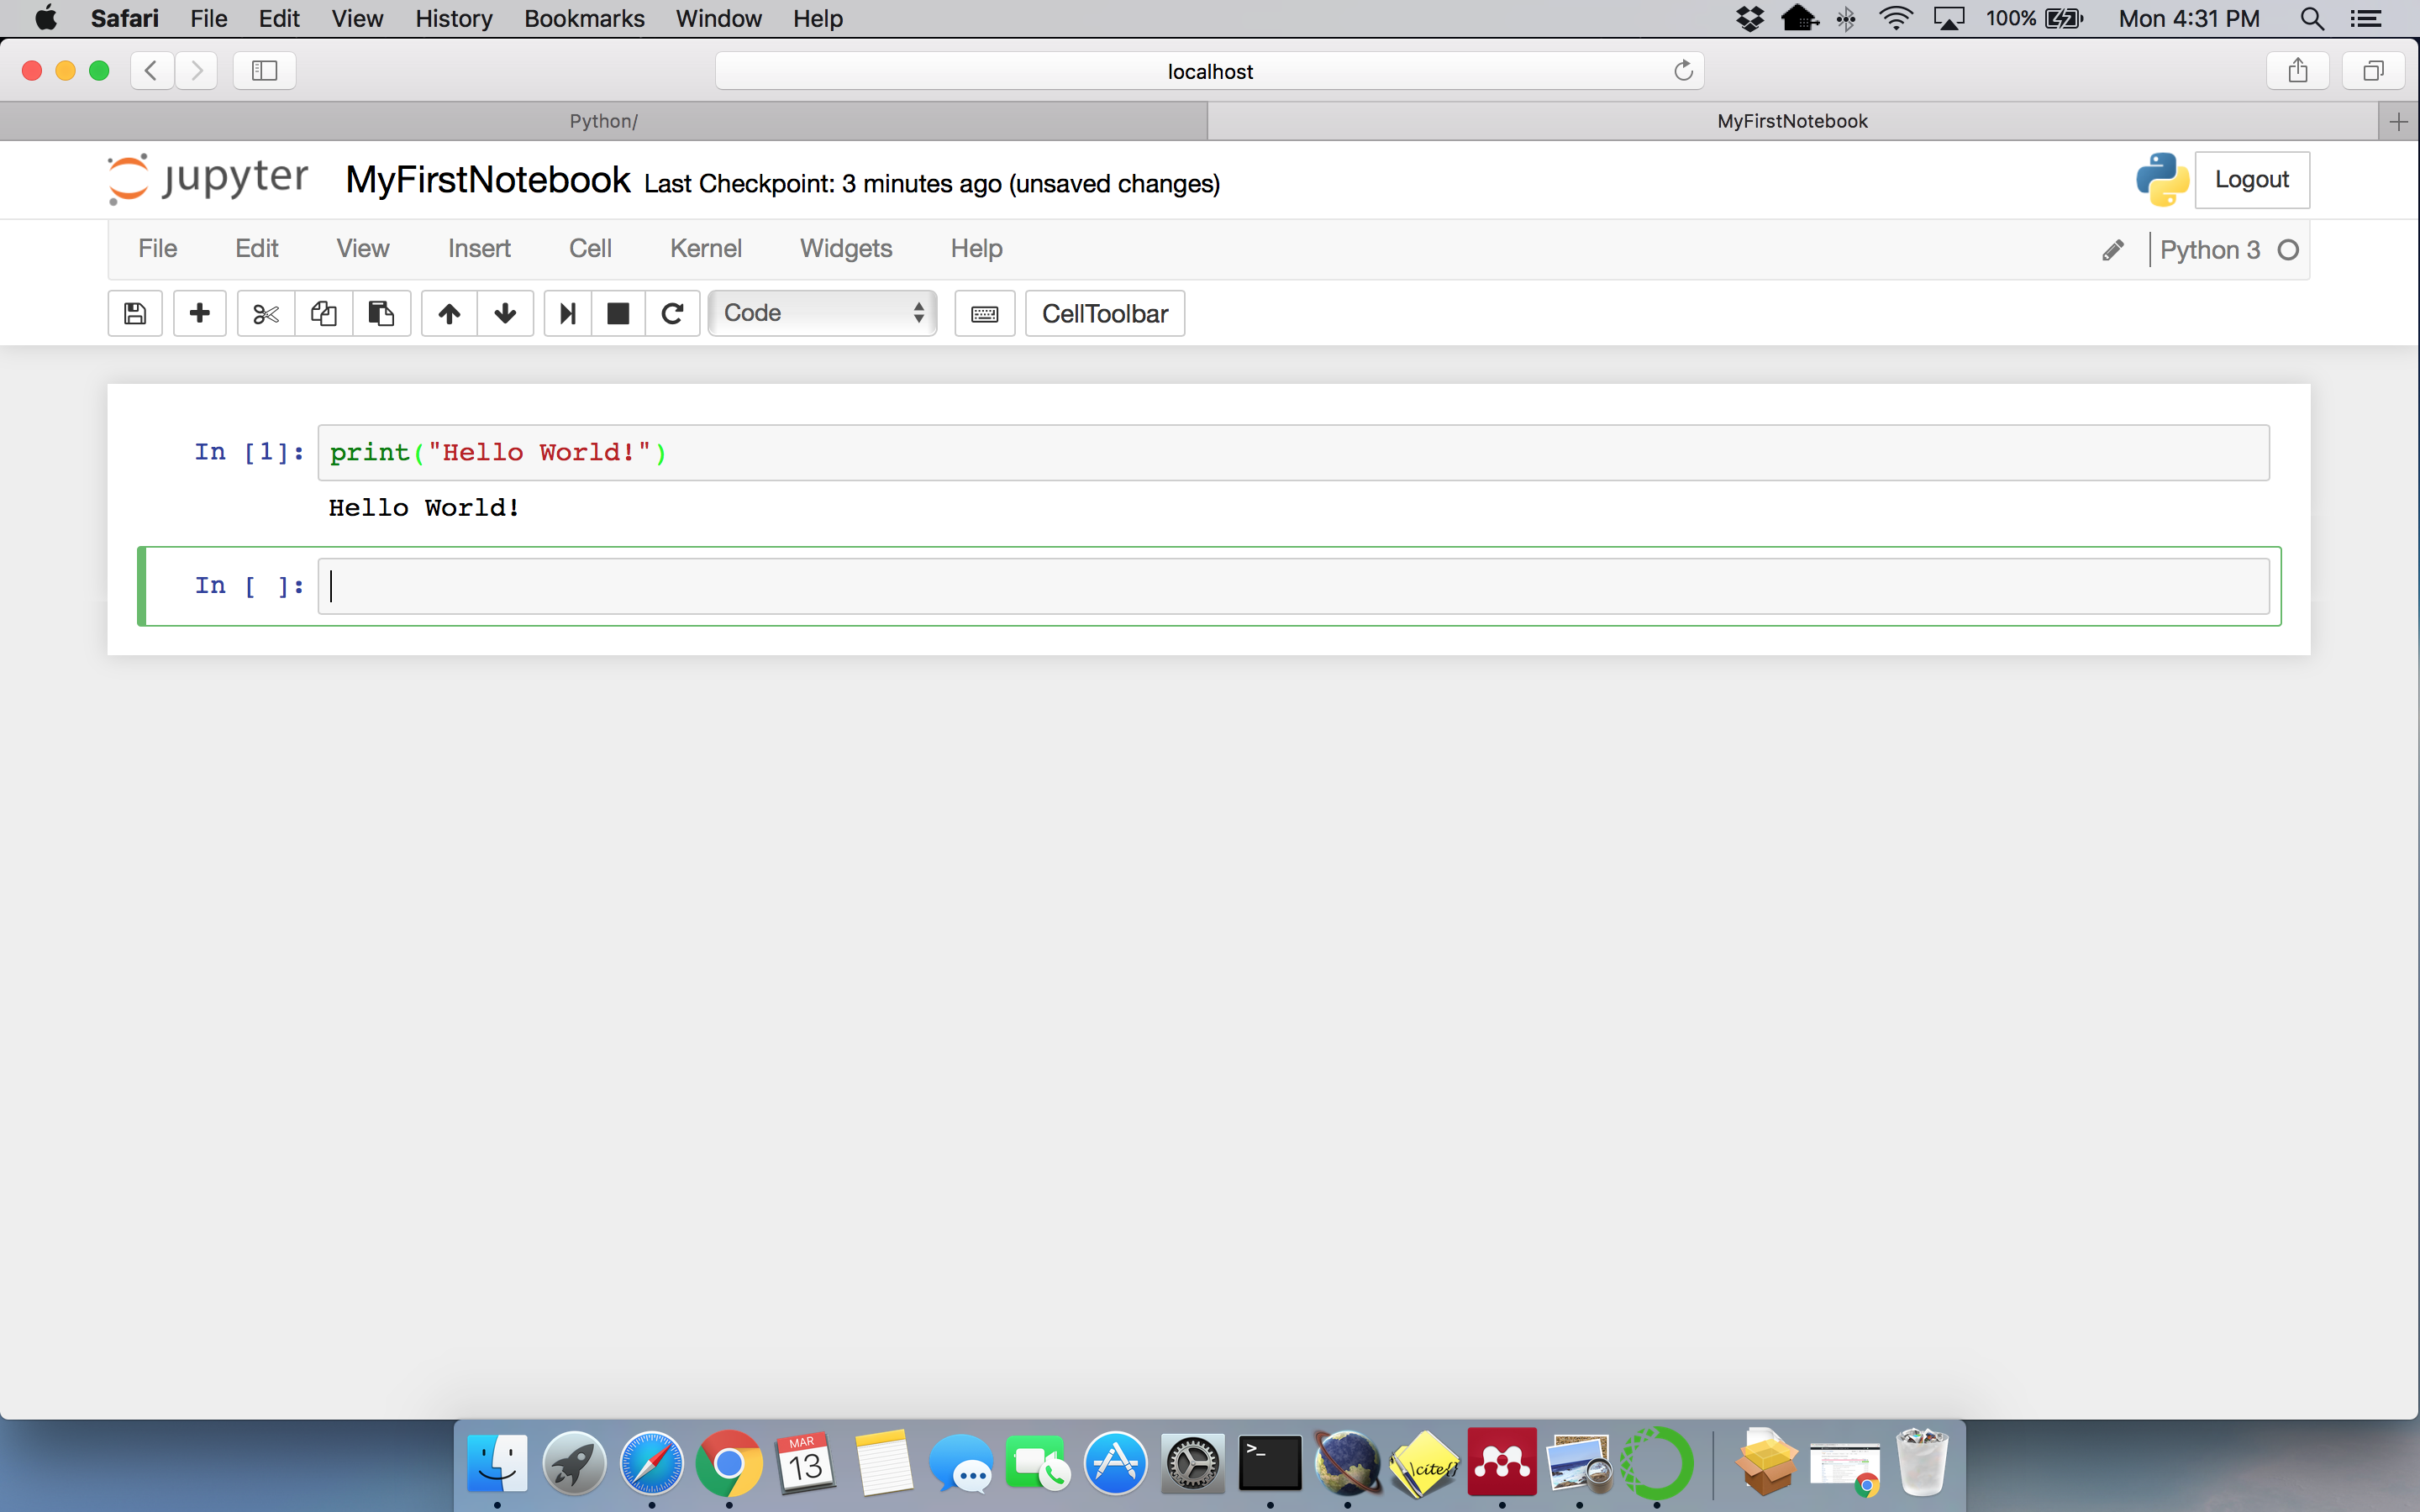 Safari File Edit View History Bookmarks Window Help 100% Mon 4:31 PM
localhost
Python/ MyFirstNotebook
jupyter MyFirstNotebook Last Checkpoint: 3 minutes ago (unsaved changes) Logout
File Edit View Insert Cell Kernel Widgets Help Python 3
Code CellToolbar
In [1]: print("Hello World!")
Hello World!
In [ ]:
MAR
13
>_
\cite{}